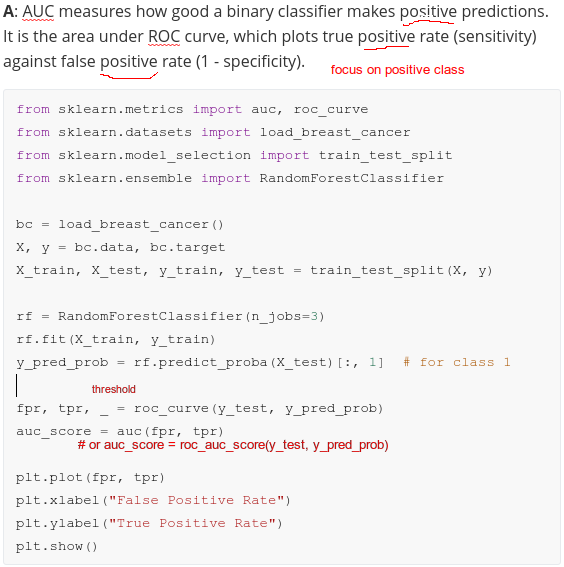 A: AUC measures how good a binary classifier makes positive predictions.
It is the area under ROC curve, which plots true positive rate (sensitivity)
against false positive rate (1 - specificity).
focus on positive class
from sklearn.metrics import auc, roc_curve
from sklearn.datasets import load_breast_cancer
from sklearn.model_selection import train_test_split
from sklearn.ensemble import RandomForestClassifier
bc = load_breast_cancer()
X, y = bc.data, bc.target
X_train, X_test, y_train, y_test = train_test_split(X, y)
rf = RandomForestClassifier(n_jobs=3)
rf.fit(X_train, y_train)
y_pred_prob = rf.predict_proba(X_test)[:, 1]  # for class 1
threshold
fpr, tpr, _ = roc_curve(y_test, y_pred_prob)
auc_score = auc(fpr, tpr)
# or auc_score = roc_auc_score(y_test, y_pred_prob)
plt.plot(fpr, tpr)
plt.xlabel("False Positive Rate")
plt.ylabel("True Positive Rate")
plt.show()